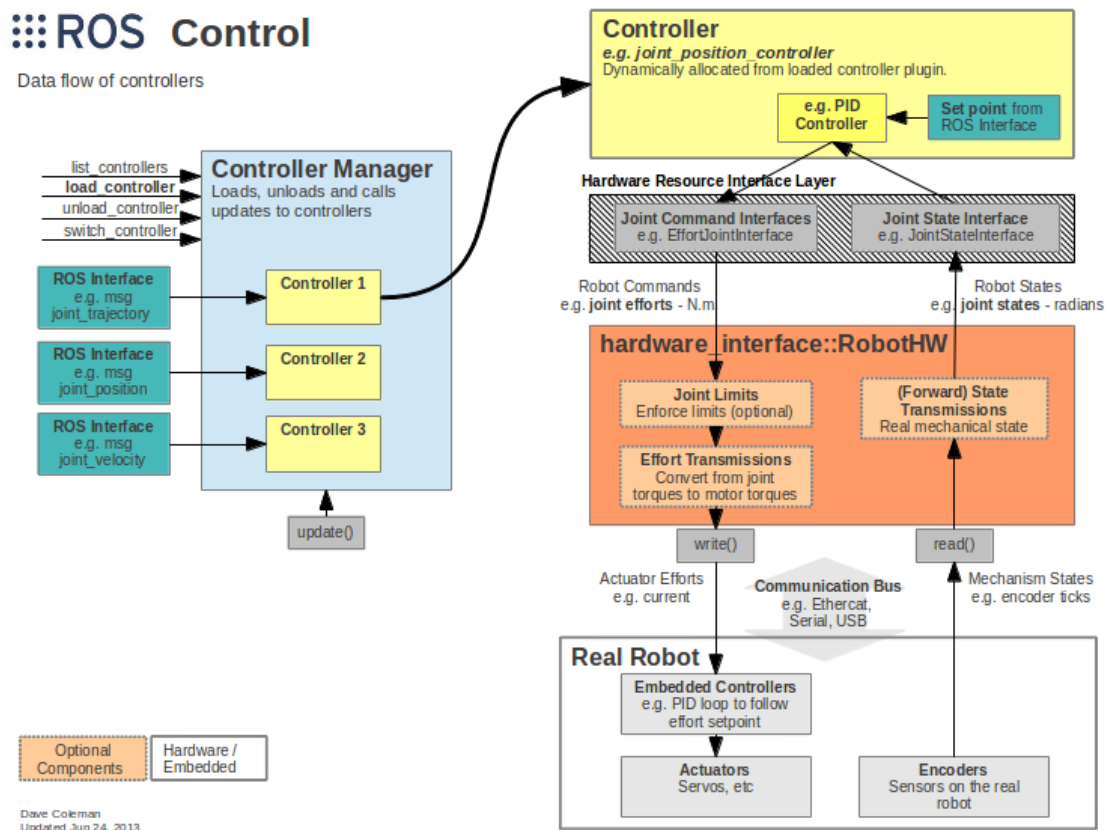 ROS Control
Data flow of controllers
list_controllers
load_controller
unload_controller
switch_controller
Controller Manager
Loads, unloads and calls
updates to controllers
ROS Interface
e.g. msg
joint_trajectory
Controller 1
ROS Interface
e.g. msg
joint_position
Controller 2
ROS Interface
e.g. msg
joint_velocity
Controller 3
update()
Controller
e.g. joint_position_controller
Dynamically allocated from loaded controller plugin.
e.g. PID
Controller
Set point from
ROS Interface
Hardware Resource Interface Layer
Joint Command Interfaces
e.g. EffortJointInterface
Joint State Interface
e.g. JointStateInterface
Robot Commands
e.g. joint efforts - N.m.
Robot States
e.g. joint states - radians
hardware_interface::RobotHW
Joint Limits
Enforce limits (optional)
Effort Transmissions
Convert from joint
torques to motor torques
(Forward) State
Transmissions
Real mechanical state
write()
read()
Actuator Efforts
e.g. current
Communication Bus
e.g. Ethercat,
Serial, USB
Mechanism States
e.g. encoder ticks
Real Robot
Embedded Controllers
e.g. PID loop to follow
effort setpoint
Actuators
Servos, etc
Encoders
Sensors on the real
robot
Optional
Components
Hardware /
Embedded
Dave Coleman
Updated Jun 24, 2013